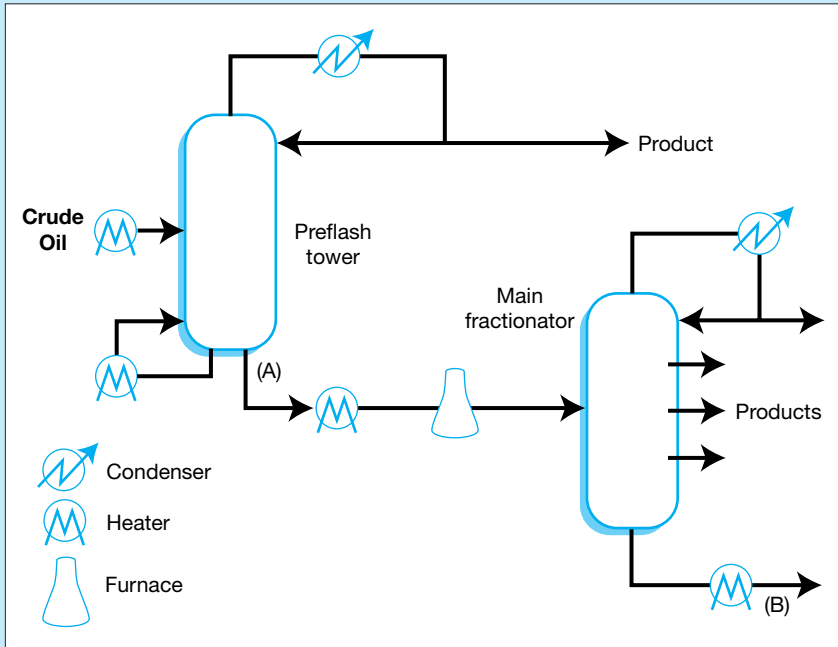 Product
Crude
Oil
Preflash
tower
Main
fractionator
(A)
Products
Condenser
Heater
Furnace
(B)